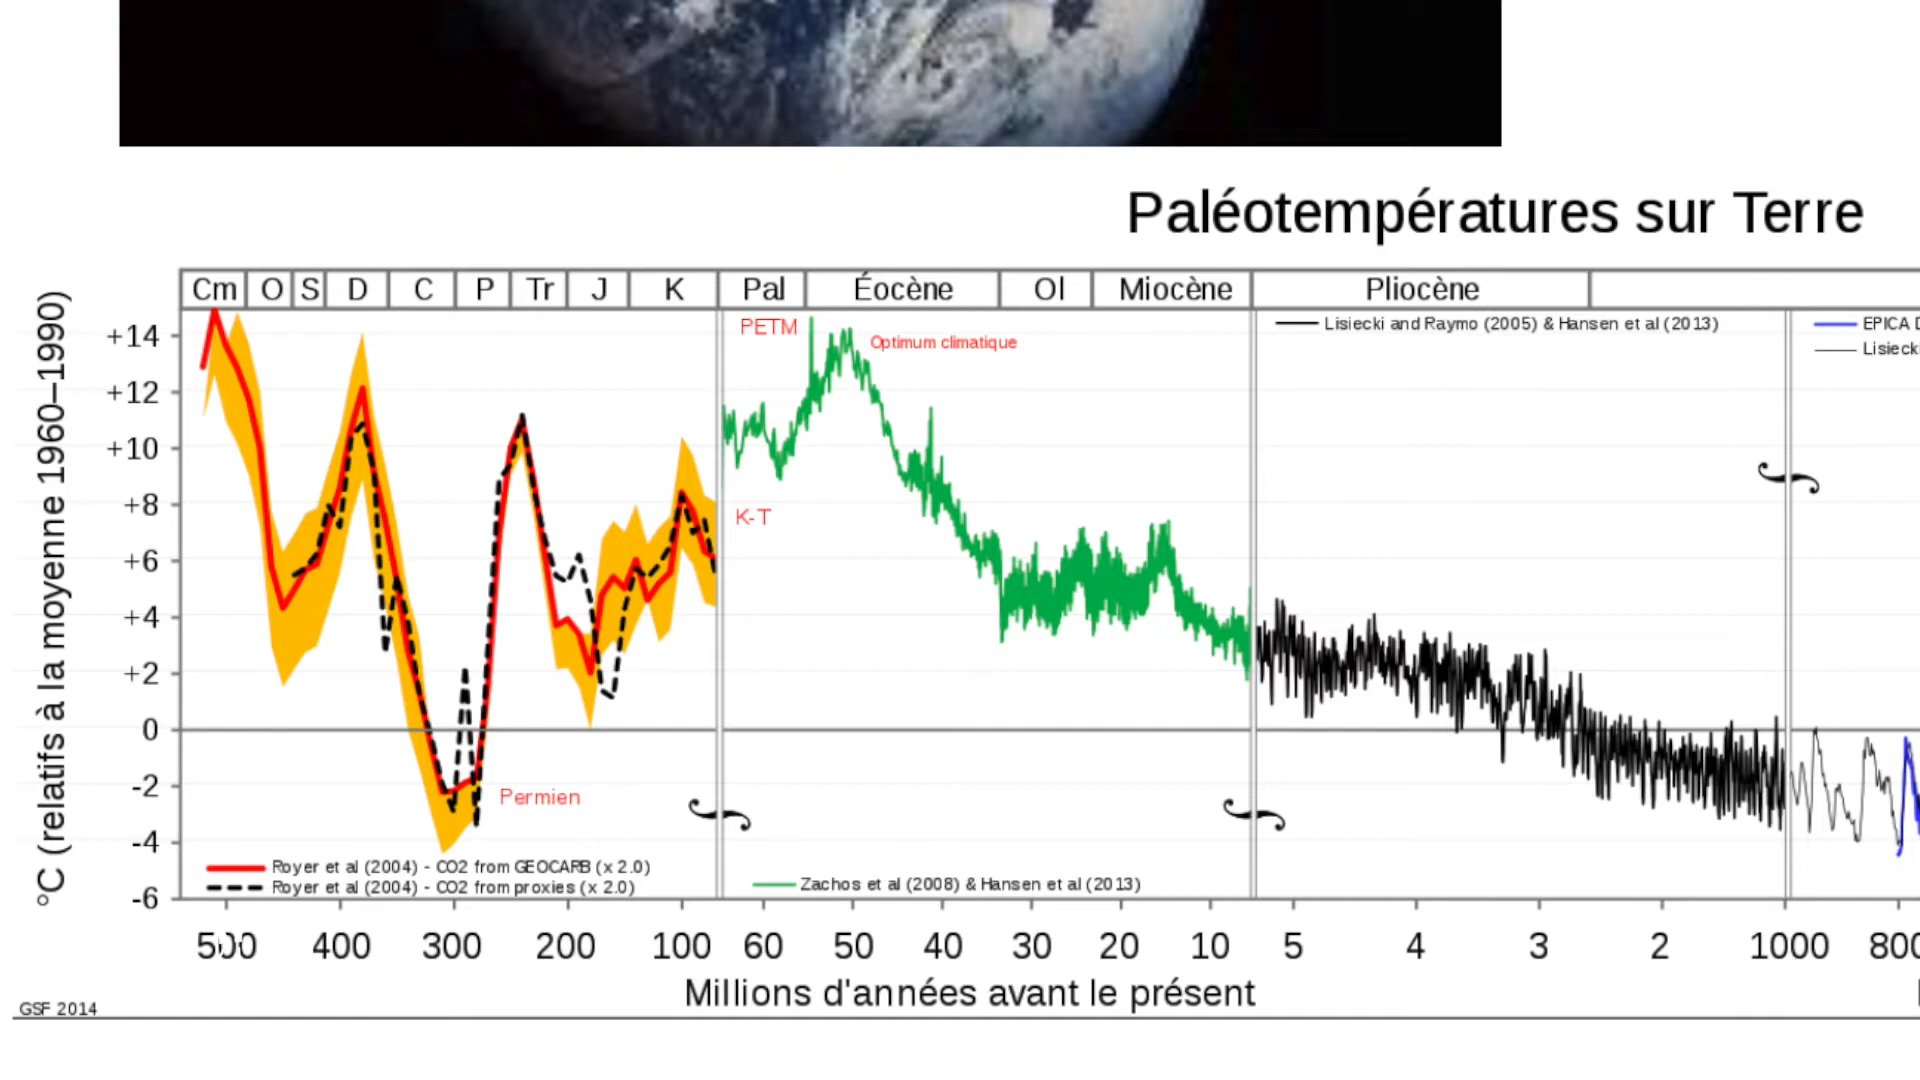 Paléotempératures sur Terre
Cm O S D C P Tr J K Pal Éocène Ol Miocène Pliocène
°C (relatifs à la moyenne 1960–1990)
+14
+12
+10
+8
+6
+4
+2
0
-2
-4
-6
PETM
Optimum climatique
K-T
Permien
Lisiecki and Raymo (2005) & Hansen et al (2013)
EPICA
Lisiecki
Royer et al (2004) - CO2 from GEOCARB (x 2.0)
Royer et al (2004) - CO2 from proxies (x 2.0)
Zachos et al (2008) & Hansen et al (2013)
500 400 300 200 100 60 50 40 30 20 10 5 4 3 2 1000 800
Millions d'années avant le présent
GSF 2014